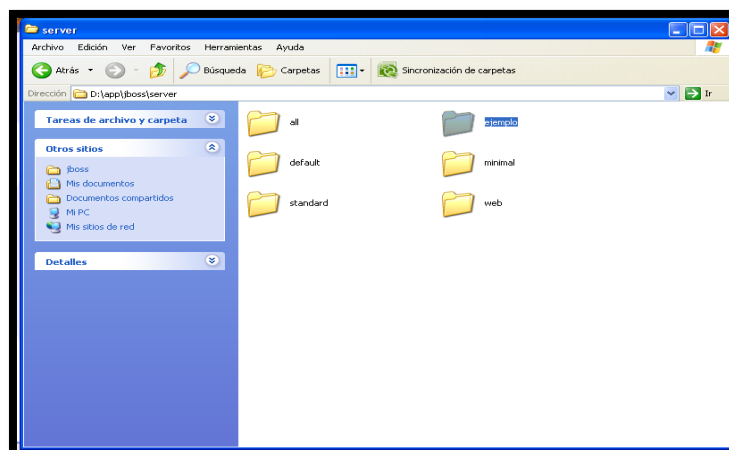 server
Archivo Edición Ver Favoritos Herramientas Ayuda
Atrás Búsqueda Carpetas Sincronización de carpetas
Dirección D:\app\jboss\server Ir
Tareas de archivo y carpeta
Otros sitios
jboss
Mis documentos
Documentos compartidos
Mi PC
Mis sitios de red
Detalles
all ejemplo
default minimal
standard web